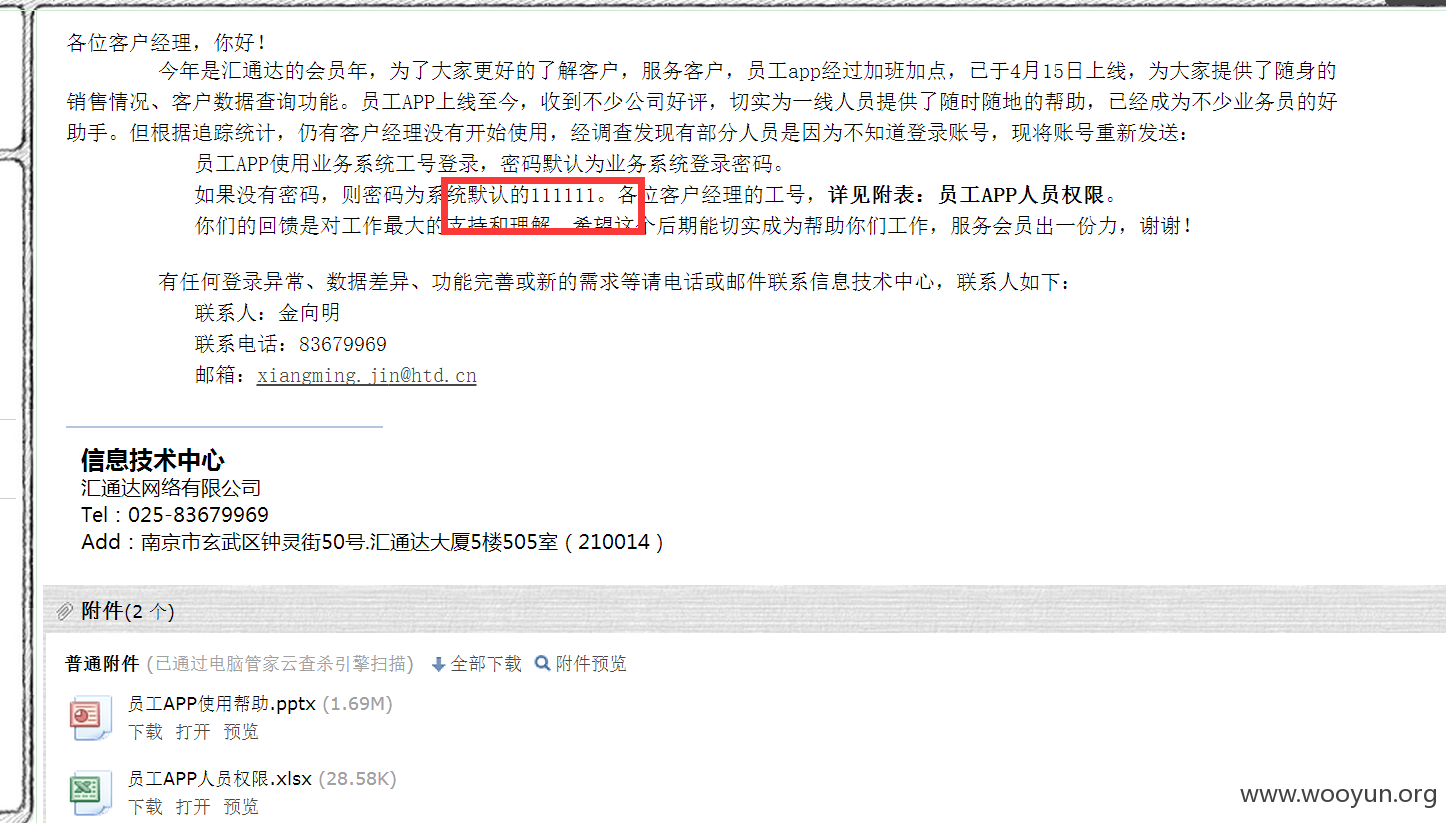 各位客户经理，你好！
今年是汇通达的会员年，为了大家更好的了解客户，服务客户，员工app经过加班加点，已于4月15日上线，为大家提供了随身的
销售情况、客户数据查询功能。员工APP上线至今，收到不少公司好评，切实为一线人员提供了随时随地的帮助，已经成为不少业务员的好
助手。但根据追踪统计，仍有客户经理没有开始使用，经调查发现有部分人员是因为不知道登录账号，现将账号重新发送：
员工APP使用业务系统工号登录，密码默认为业务系统登录密码。
如果没有密码，则密码为系统默认的111111。各位客户经理的工号，详见附表：员工APP人员权限。
你们的回馈是对工作最大的支持和理解，希望这个后期能切实成为帮助你们工作，服务会员出一份力，谢谢！
有任何登录异常、数据差异、功能完善或新的需求等请电话或邮件联系信息技术中心，联系人如下：
联系人：金向明
联系电话：83679969
邮箱：xiangming.jin@htd.cn
信息技术中心
汇通达网络有限公司
Tel：025-83679969
Add：南京市玄武区钟灵街50号.汇通达大厦5楼505室（210014）
附件(2 个)
普通附件 (已通过电脑管家云查杀引擎扫描) 全部下载 附件预览
员工APP使用帮助.pptx (1.69M)
下载 打开 预览
员工APP人员权限.xlsx (28.58K)
下载 打开 预览
www.wooyun.org